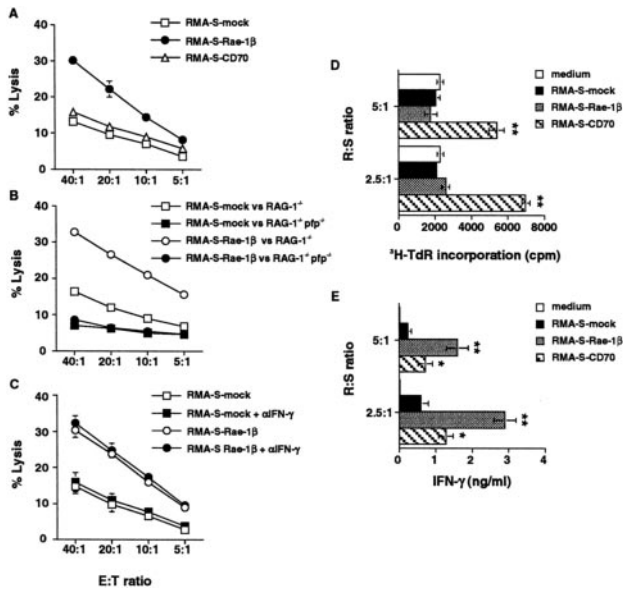 A
RMA-S-mock
RMA-S-Rae-1β
RMA-S-CD70
% Lysis
40
30
20
10
0
40:1 20:1 10:1 5:1
B
RMA-S-mock vs RAG-1-/-
RMA-S-mock vs RAG-1-/- pfp-/-
RMA-S-Rae-1β vs RAG-1-/-
RMA-S-Rae-1β vs RAG-1-/- pfp-/-
% Lysis
40
30
20
10
0
40:1 20:1 10:1 5:1
C
RMA-S-mock
RMA-S-mock + αIFN-γ
RMA-S-Rae-1β
RMA-S Rae-1β + αIFN-γ
% Lysis
40
30
20
10
0
40:1 20:1 10:1 5:1
E:T ratio
D
medium
RMA-S-mock
RMA-S-Rae-1β
RMA-S-CD70
R:S ratio
5:1
**
2.5:1
**
0 2000 4000 6000 8000
³H-TdR incorporation (cpm)
E
medium
RMA-S-mock
RMA-S-Rae-1β
RMA-S-CD70
R:S ratio
5:1
**
*
2.5:1
**
*
0 1 2 3 4
IFN-γ (ng/ml)